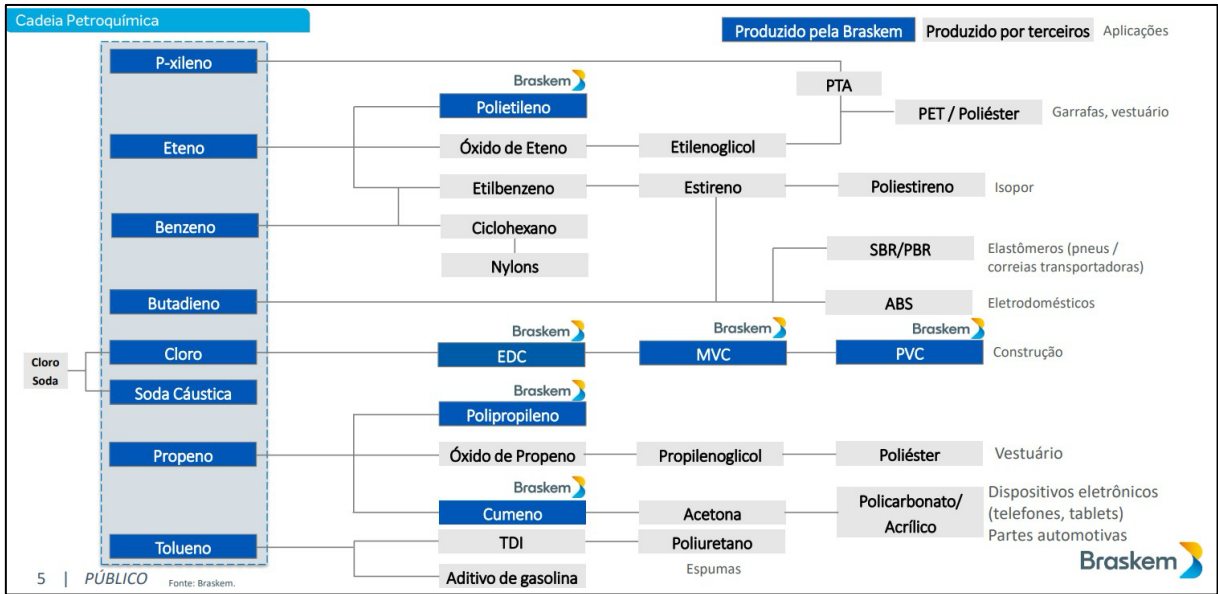 Cadeia Petroquímica
Produzido pela Braskem
Produzido por terceiros
Aplicações
P-xileno
PTA
Braskem
Polietileno
PET / Poliéster
Garrafas, vestuário
Eteno
Óxido de Eteno
Etilenoglicol
Etilbenzeno
Estireno
Poliestireno
Isopor
Benzeno
Ciclohexano
Nylons
SBR/PBR
Elastômeros (pneus /
correias transportadoras)
Butadieno
ABS
Eletrodomésticos
Cloro
Soda
Cloro
Braskem
EDC
Braskem
MVC
Braskem
PVC
Construção
Soda Cáustica
Braskem
Polipropileno
Propeno
Óxido de Propeno
Propilenoglicol
Poliéster
Vestuário
Braskem
Cumeno
Acetona
Policarbonato/
Acrílico
Dispositivos eletrônicos
(telefones, tablets)
Partes automotivas
Tolueno
TDI
Poliuretano
Espumas
Aditivo de gasolina
5 | PÚBLICO
Fonte: Braskem.
Braskem